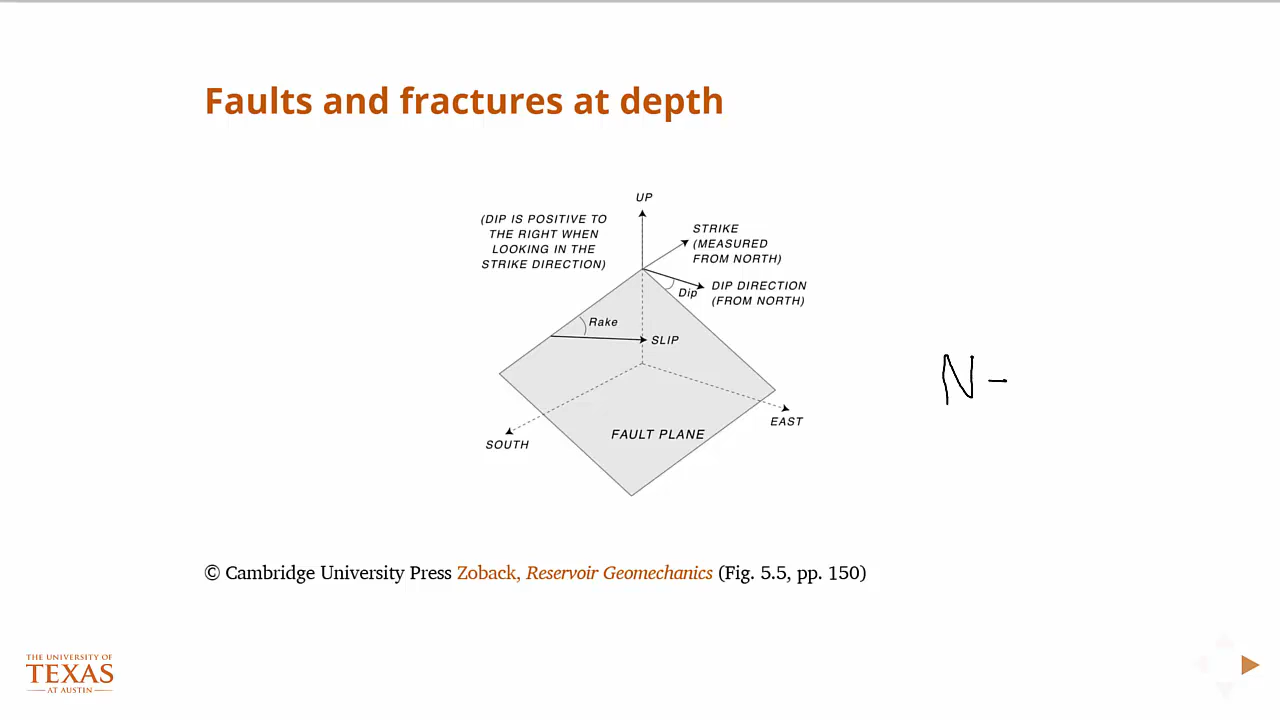 Faults and fractures at depth
UP
(DIP IS POSITIVE TO
THE RIGHT WHEN
LOOKING IN THE
STRIKE DIRECTION)
STRIKE
(MEASURED
FROM NORTH)
DIP DIRECTION
(FROM NORTH)
Dip
Rake
SLIP
N -
EAST
FAULT PLANE
SOUTH
© Cambridge University Press Zoback, Reservoir Geomechanics (Fig. 5.5, pp. 150)
THE UNIVERSITY OF
TEXAS
AT AUSTIN